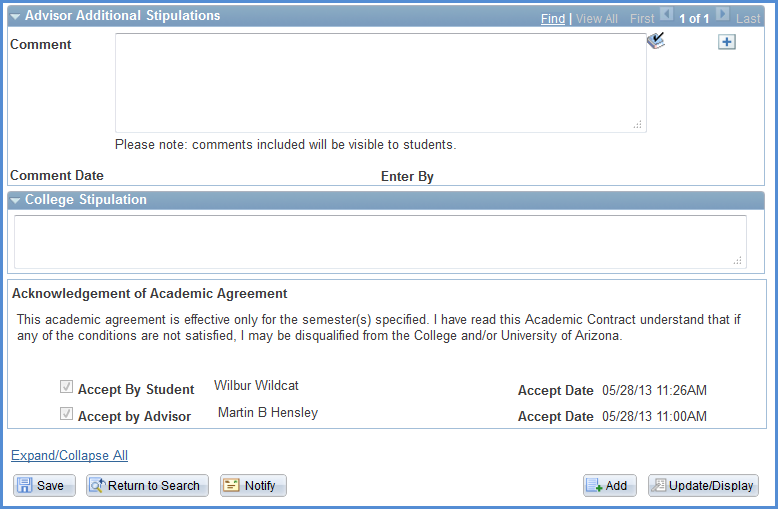 Advisor Additional Stipulations Find | View All First 1 of 1 Last
Comment
Please note: comments included will be visible to students.
Comment Date Enter By
College Stipulation
Acknowledgement of Academic Agreement
This academic agreement is effective only for the semester(s) specified. I have read this Academic Contract understand that if
any of the conditions are not satisfied, I may be disqualified from the College and/or University of Arizona.
Accept By Student Wilbur Wildcat Accept Date 05/28/13 11:26AM
Accept by Advisor Martin B Hensley Accept Date 05/28/13 11:00AM
Expand/Collapse All
Save Return to Search Notify Add Update/Display